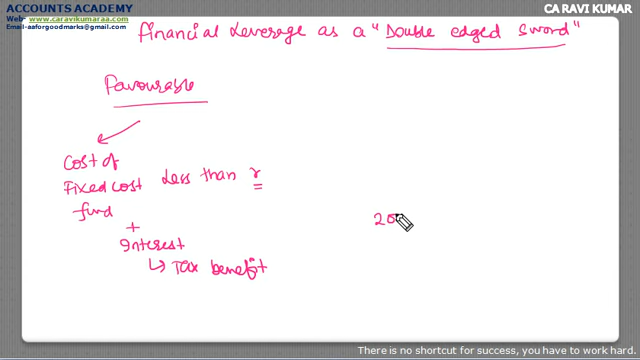 ACCOUNTS ACADEMY
Web-www.caravikumaraa.com
Email-aaforgoodmarks@gmail.com
CA RAVI KUMAR
Financial Leverage as a "Double edged Sword"
Favourable
Cost of
Fixed cost Less than r
fund
+
Interest
↳ Tax benefit
20
There is no shortcut for success, you have to work hard.